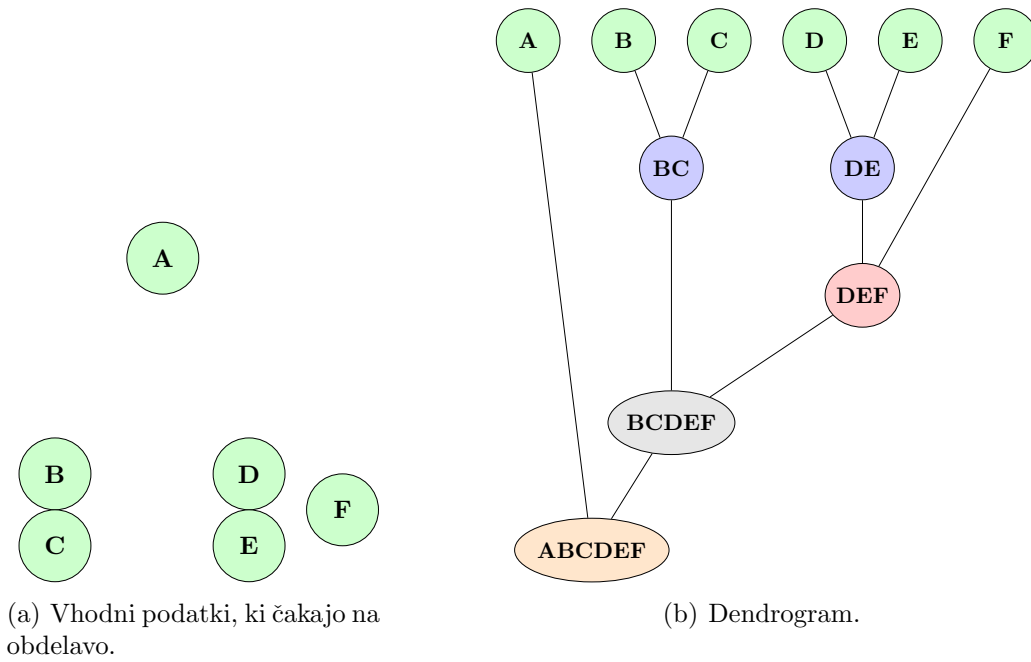 A
B
D
F
C
E
(a) Vhodni podatki, ki čakajo na
obdelavo.
A B C D E F
BC DE
DEF
BCDEF
ABCDEF
(b) Dendrogram.